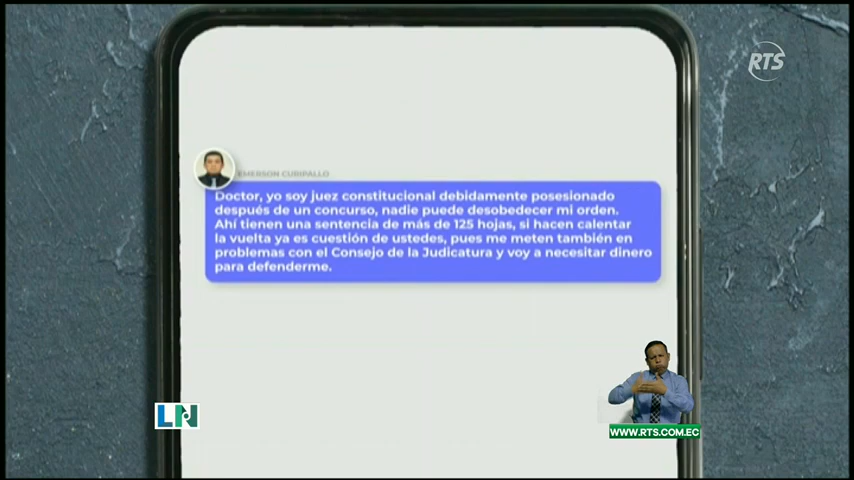 RTS
EMERSON CURIPALLO
Doctor, yo soy juez constitucional debidamente posesionado
después de un concurso, nadie puede desobedecer mi orden.
Ahí tienen una sentencia de más de 125 hojas, si hacen calentar
la vuelta ya es cuestión de ustedes, pues me meten también en
problemas con el Consejo de la Judicatura y voy a necesitar dinero
para defenderme.
LN
WWW.RTS.COM.EC